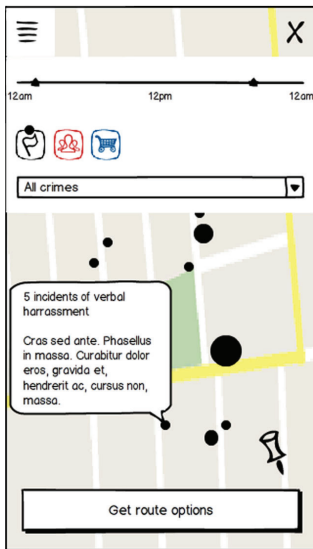 12am 12pm 12am
All crimes
5 incidents of verbal
harrassment
Cras sed ante. Phasellus
in massa. Curabitur dolor
eros, gravida et,
hendrerit ac, cursus non,
massa.
Get route options